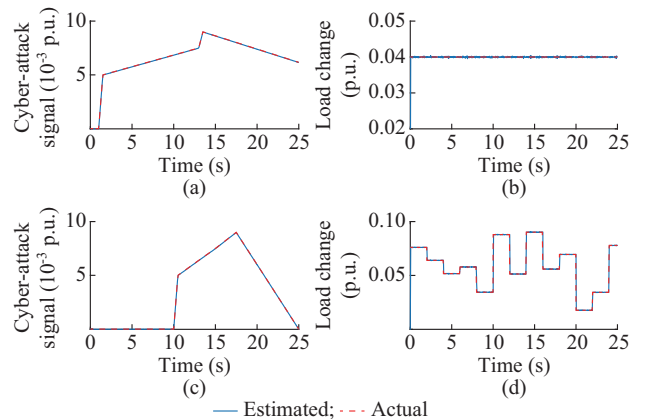 Cyber-attack
signal (10-3 p.u.)
10
5
0 5 10 15 20 25
Time (s)
(a)
Load change
(p.u.)
0.06
0.05
0.04
0.03
0.02
0 5 10 15 20 25
Time (s)
(b)
Cyber-attack
signal (10-3 p.u.)
10
5
0 5 10 15 20 25
Time (s)
(c)
Load change
(p.u.)
0.10
0.05
0 5 10 15 20 25
Time (s)
(d)
Estimated; Actual